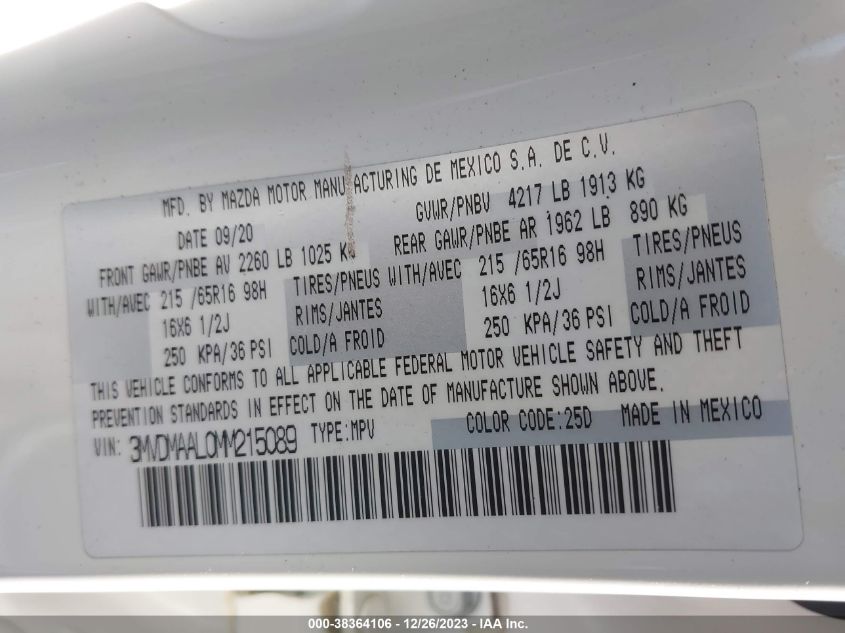 MFD. BY MAZDA MOTOR MANUFACTURING DE MEXICO S.A. DE C.V.
DATE 09/20 GVWR/PNBV 4217 LB 1913 KG
FRONT GAWR/PNBE AV 2260 LB 1025 KG REAR GAWR/PNBE AR 1962 LB 890 KG
WITH/AVEC 215 /65R16 98H TIRES/PNEUS WITH/AVEC 215 /65R16 98H TIRES/PNEUS
16X6 1/2J RIMS/JANTES 16X6 1/2J RIMS/JANTES
250 KPA/36 PSI COLD/A FROID 250 KPA/36 PSI COLD/A FROID
THIS VEHICLE CONFORMS TO ALL APPLICABLE FEDERAL MOTOR VEHICLE SAFETY AND THEFT
PREVENTION STANDARDS IN EFFECT ON THE DATE OF MANUFACTURE SHOWN ABOVE.
VIN: 3MVDMAAL0MM215089 TYPE:MPV COLOR CODE:25D MADE IN MEXICO
000-38364106 - 12/26/2023 - IAA Inc.